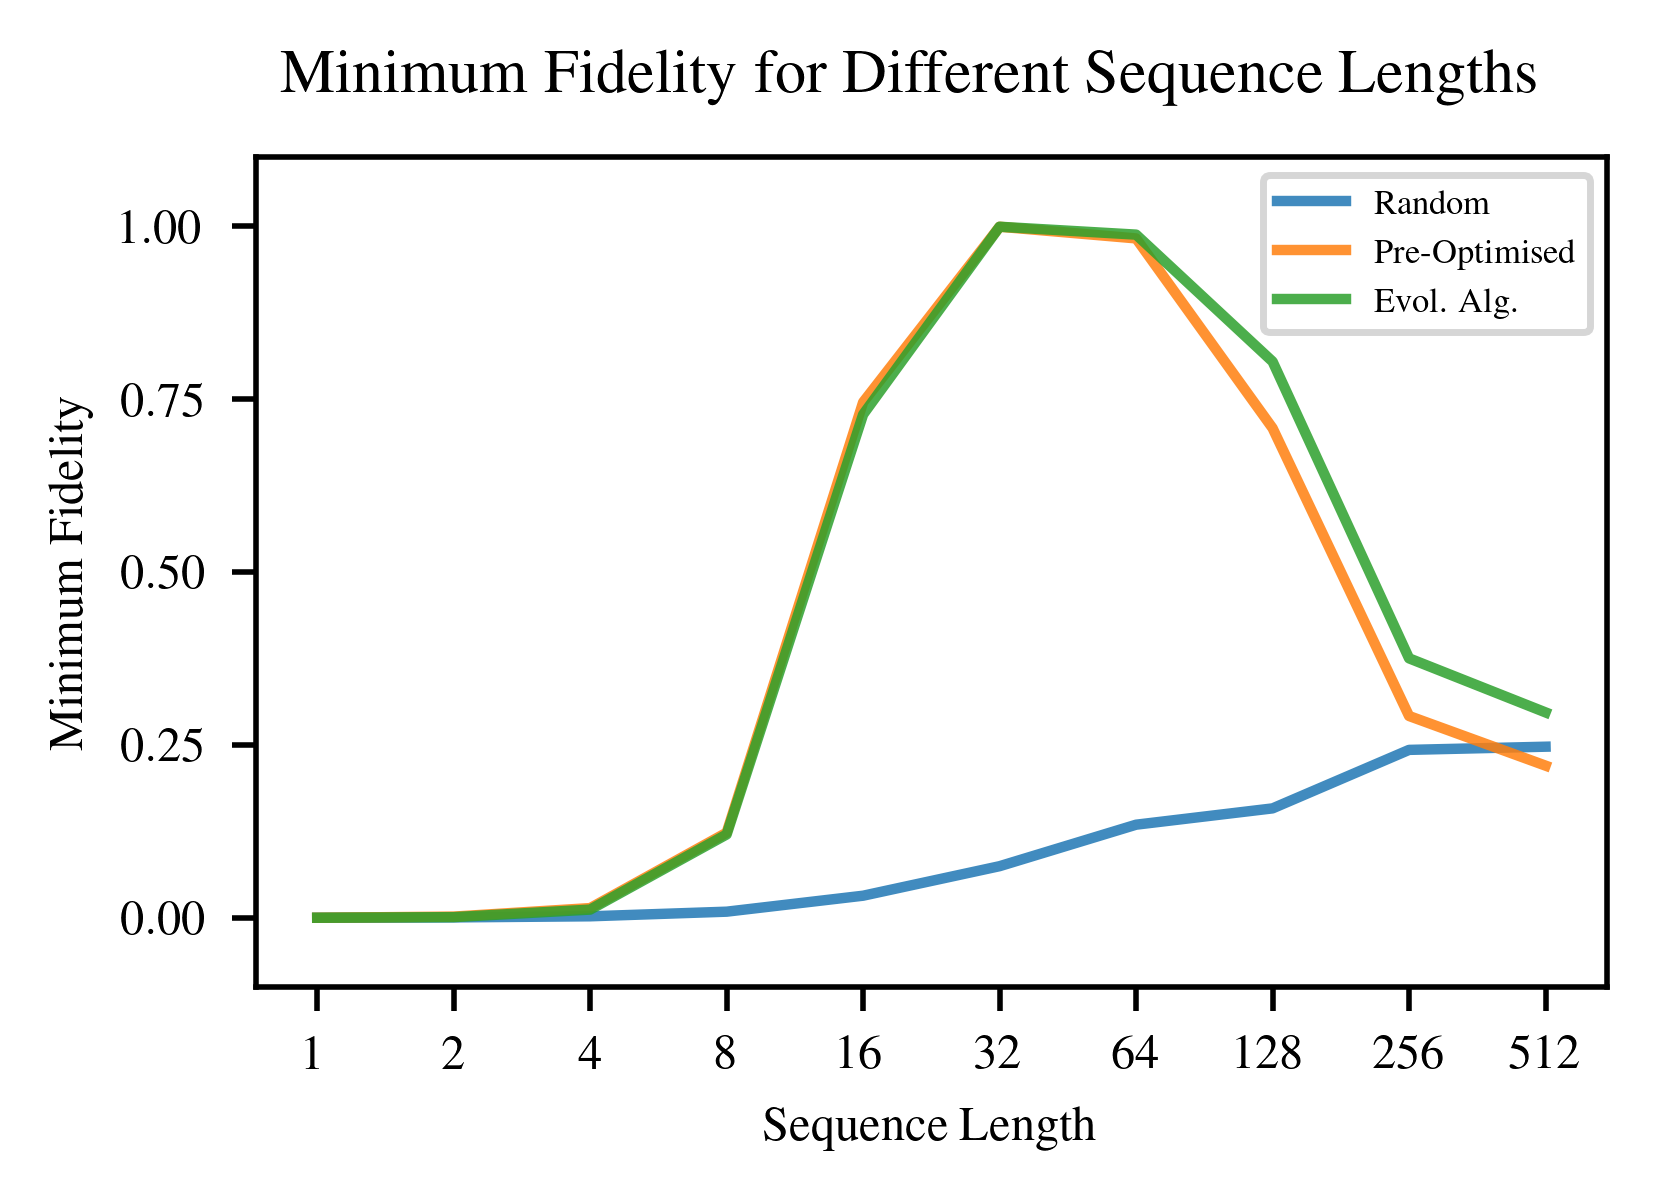 Minimum Fidelity for Different Sequence Lengths
Random
Pre-Optimised
Evol. Alg.
1.00
0.75
0.50
0.25
0.00
Minimum Fidelity
1 2 4 8 16 32 64 128 256 512
Sequence Length